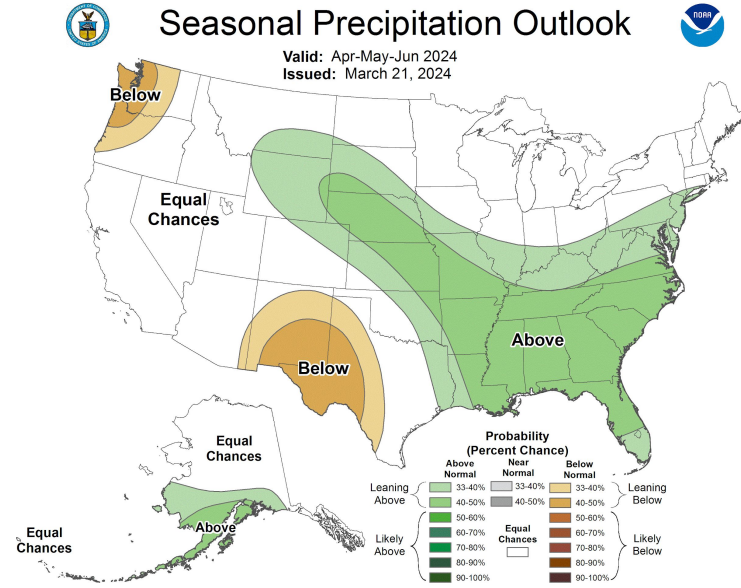 Seasonal Precipitation Outlook
NOAA
Valid: Apr-May-Jun 2024
Issued: March 21, 2024
Below
Equal
Chances
Above
Below
Equal
Chances
Above
Equal
Chances
Probability
(Percent Chance)
Above
Normal
Near
Normal
Below
Normal
Leaning
Above
33-40%
33-40%
33-40%
Leaning
Below
40-50%
40-50%
40-50%
Likely
Above
50-60%
60-70%
70-80%
80-90%
90-100%
Equal
Chances
50-60%
60-70%
70-80%
80-90%
90-100%
Likely
Below